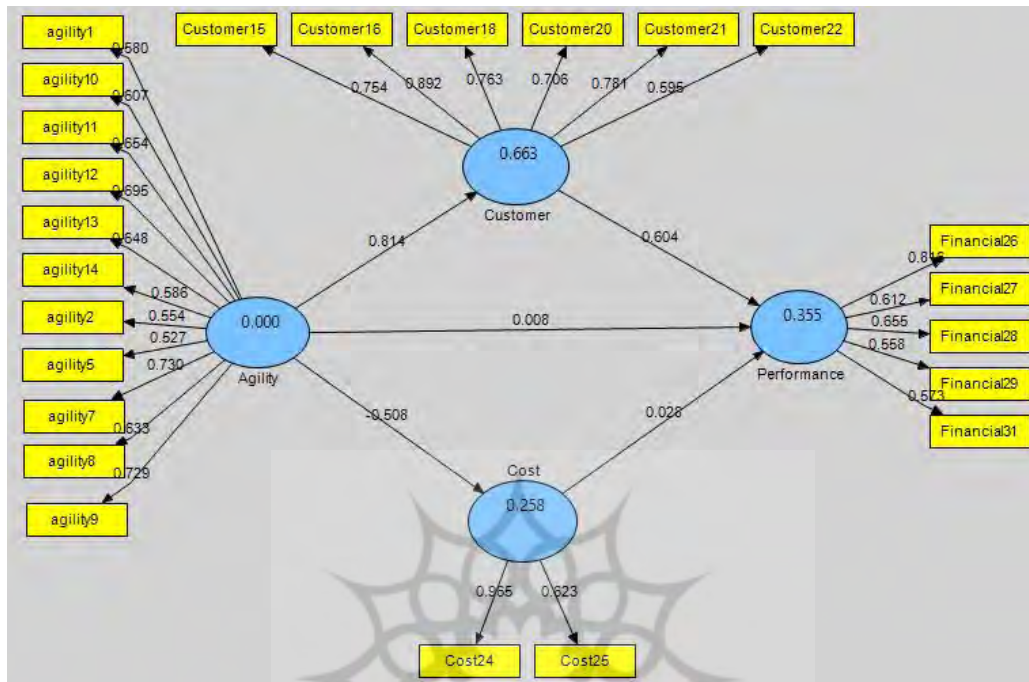 agility1
Customer15
Customer16
Customer18
Customer20
Customer21
Customer22
0.580
agility10
0.607
agility11
0.654
agility12
0.695
agility13
0.648
agility14
0.586
agility2
0.554
agility5
0.527
agility7
0.730
agility8
0.633
agility9
0.729
0.754
0.892
0.763
0.706
0.781
0.595
0.663
Customer
0.814
0.604
0.000
Agility
0.008
0.355
Performance
-0.508
0.028
Cost
0.258
0.965
0.623
Cost24
Cost25
Financial26
Financial27
0.612
Financial28
0.655
Financial29
0.558
Financial31
0.573